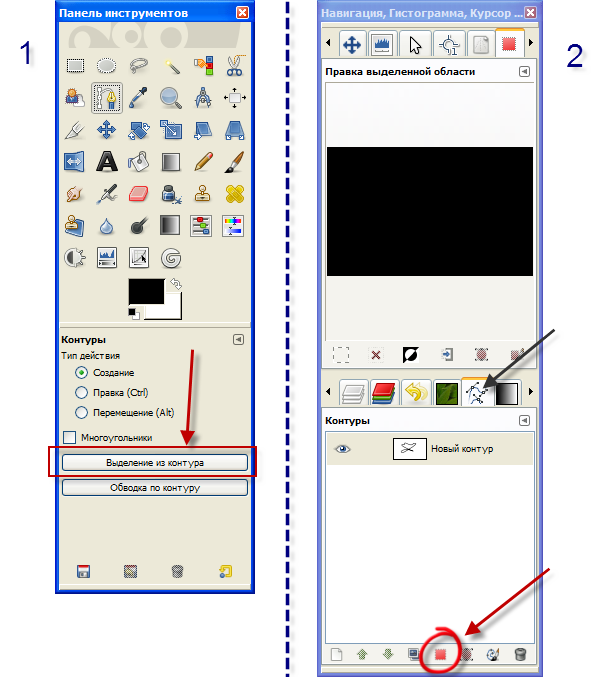 1
Панель инструментов
Контуры
Тип действия
Создание
Правка (Ctrl)
Перемещение (Alt)
Многоугольники
Выделение из контура
Обводка по контуру
2
Навигация, Гистограмма, Курсор ...
Правка выделенной области
Контуры
Новый контур